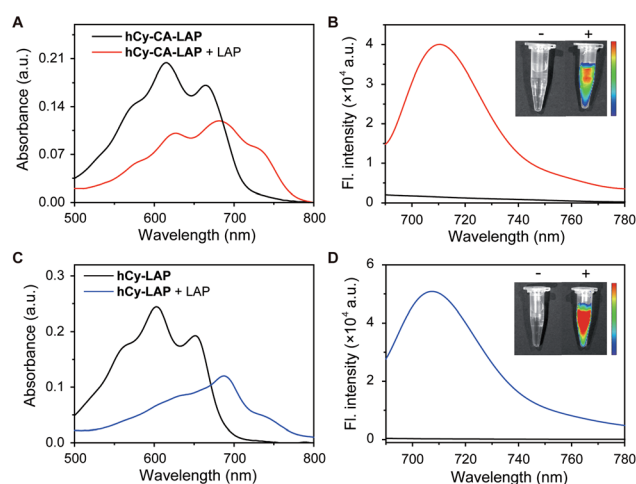 A
hCy-CA-LAP
hCy-CA-LAP + LAP
Absorbance (a.u.)
0.21
0.14
0.07
0.00
500 600 700 800
Wavelength (nm)
B
- +
Fl. intensity (×10⁴ a.u.)
4
3
2
1
0
700 720 740 760 780
Wavelength (nm)
C
hCy-LAP
hCy-LAP + LAP
Absorbance (a.u.)
0.3
0.2
0.1
0.0
500 600 700 800
Wavelength (nm)
D
- +
Fl. intensity (×10⁴ a.u.)
6
4
2
0
700 720 740 760 780
Wavelength (nm)